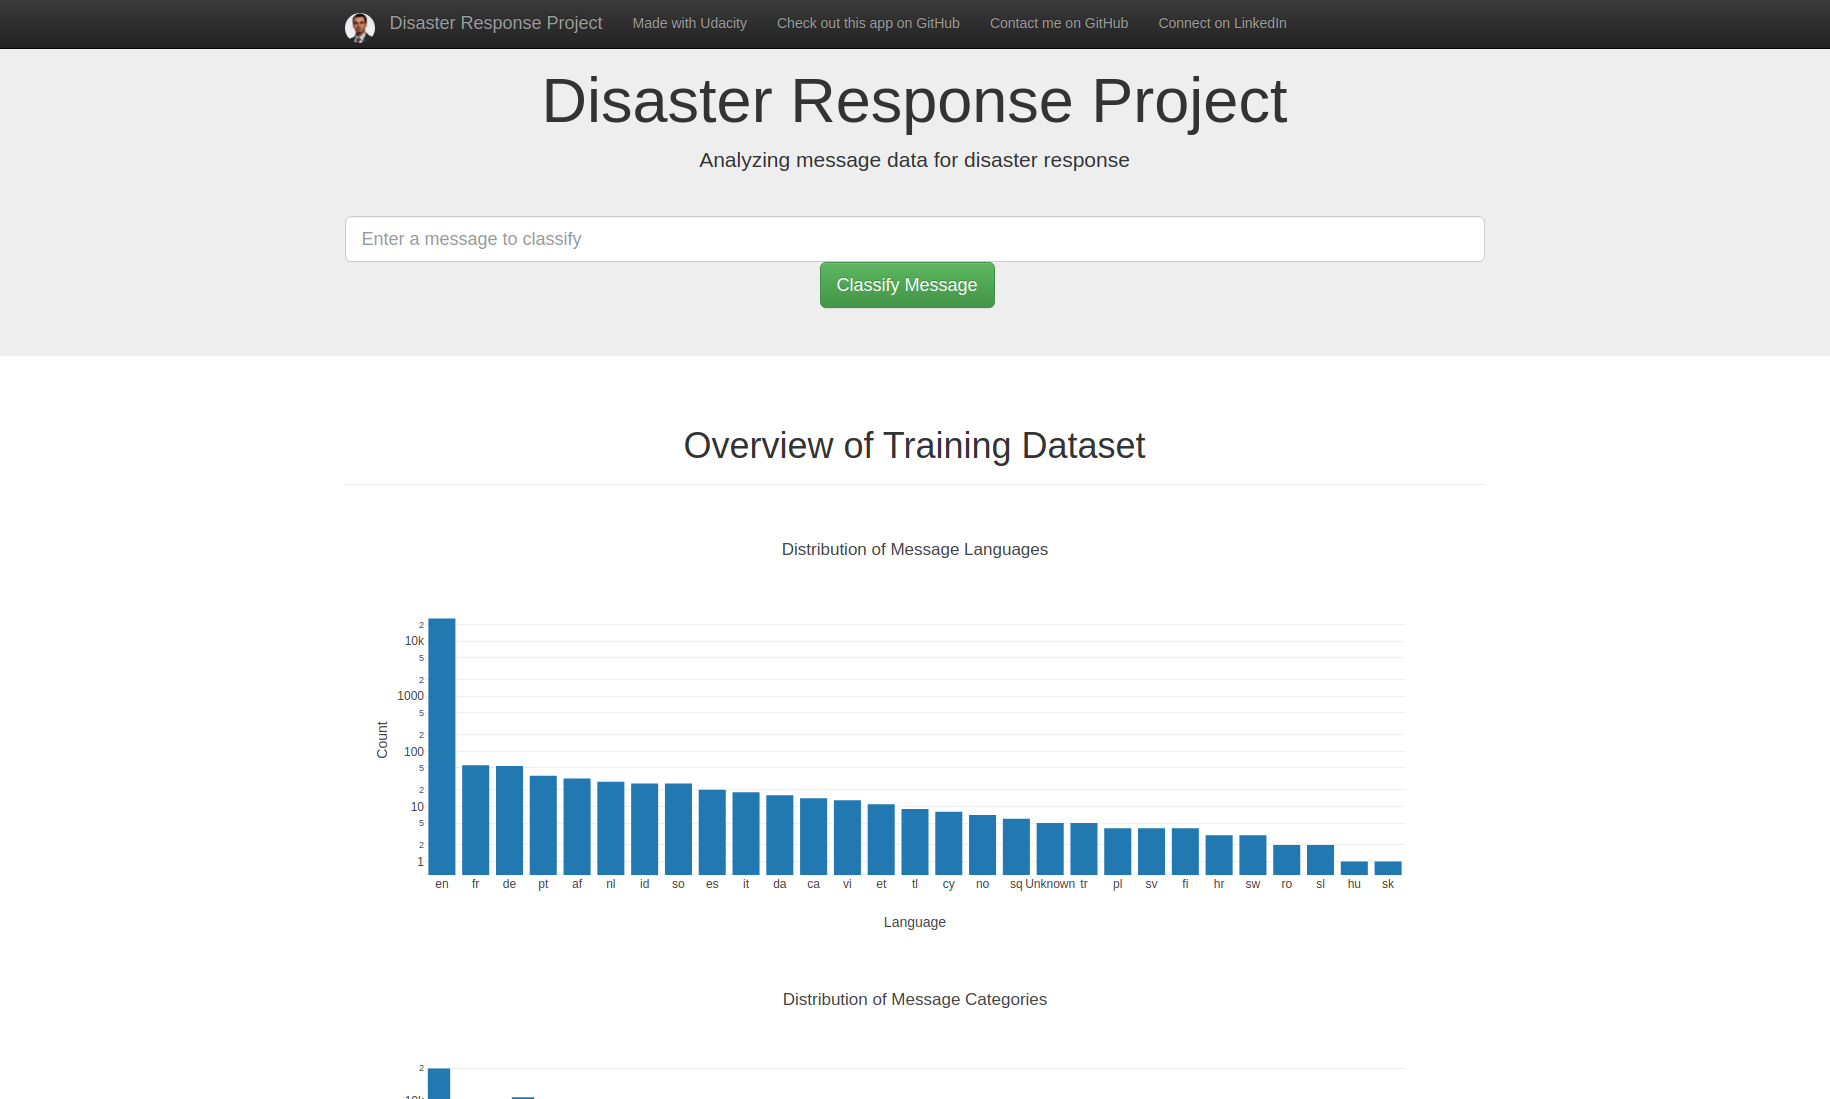 Disaster Response Project Made with Udacity Check out this app on GitHub Contact me on GitHub Connect on LinkedIn
Disaster Response Project
Analyzing message data for disaster response
Enter a message to classify
Classify Message
Overview of Training Dataset
Distribution of Message Languages
2
10k
5
2
1000
5
2
100
5
2
10
5
2
1
Count
en fr de pt af nl id so es it da ca vi et tl cy no sq Unknown tr pl sv fi hr sw ro sl hu sk
Language
Distribution of Message Categories
2